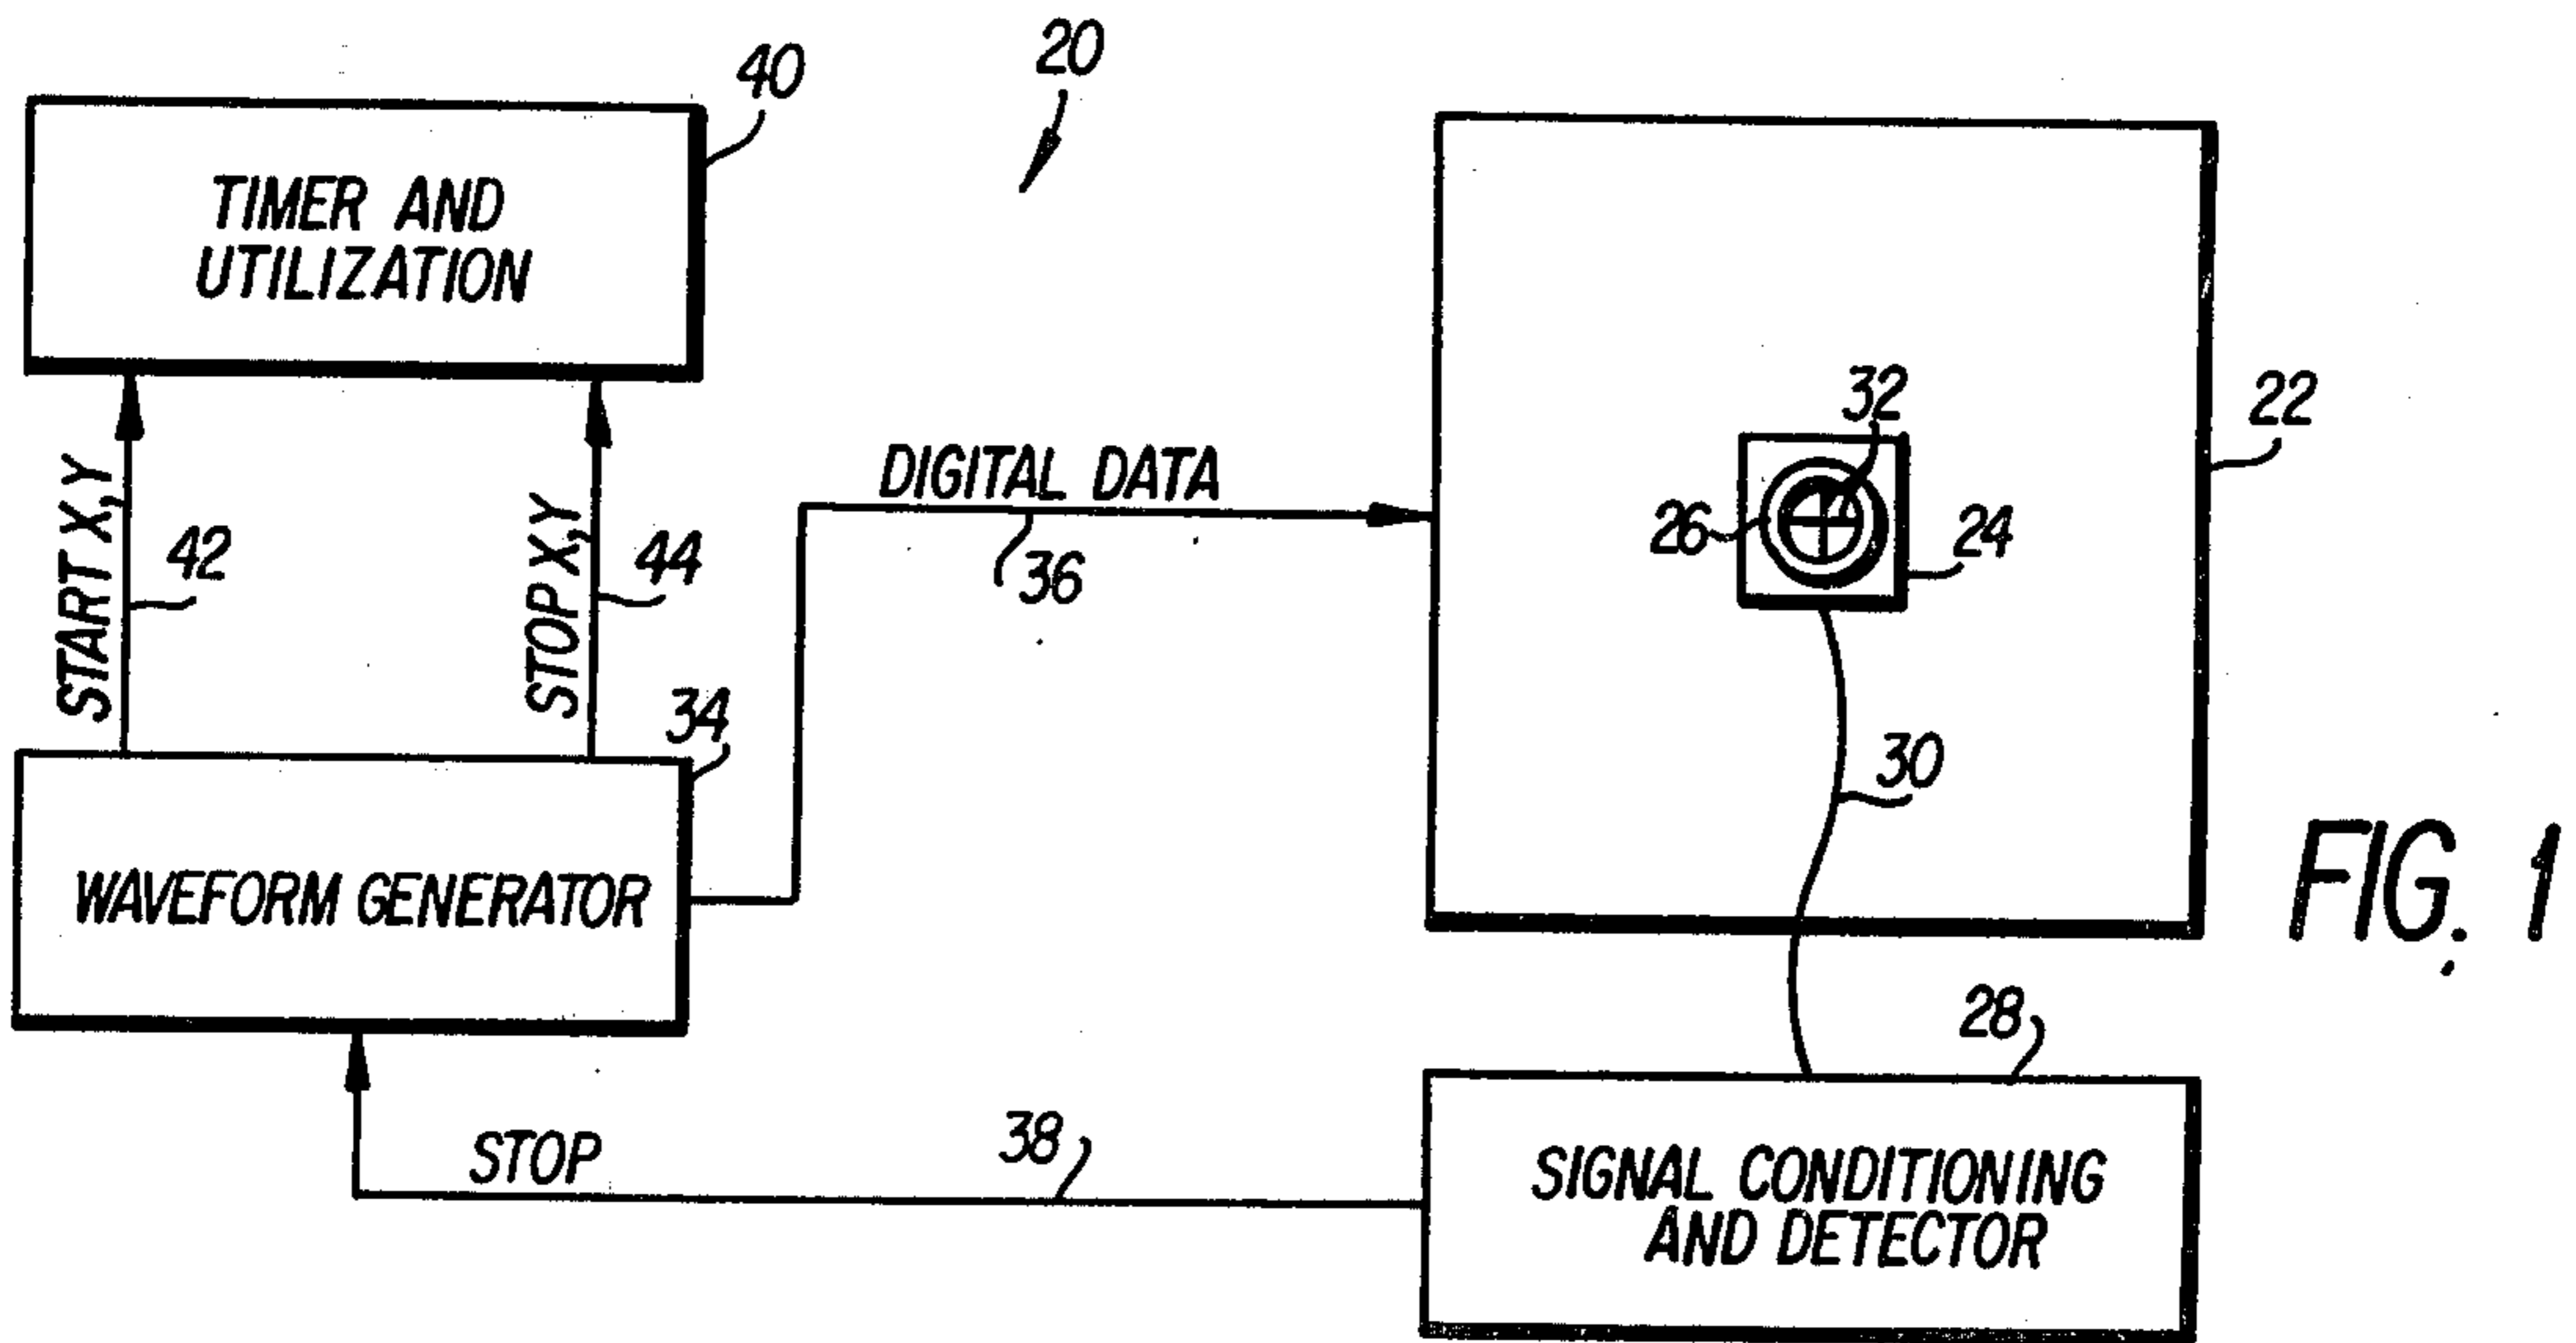 20
40
TIMER AND
UTILIZATION
START X,Y
42
STOP X,Y
44
DIGITAL DATA
36
32
22
26
24
30
34
WAVEFORM GENERATOR
FIG. 1
28
STOP
38
SIGNAL CONDITIONING
AND DETECTOR